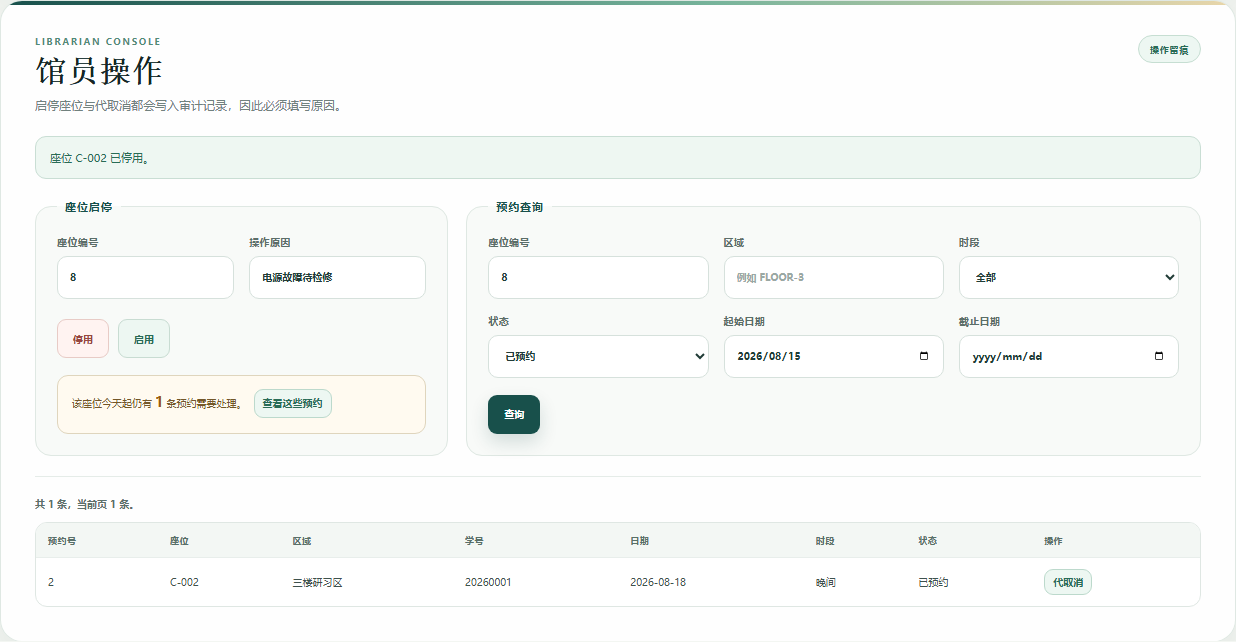 LIBRARIAN CONSOLE
馆员操作
操作留痕
启停座位与代取消都会写入审计记录，因此必须填写原因。
座位 C-002 已停用。
座位启停
座位编号 操作原因
8 电源故障待检修
停用 启用
该座位今天起仍有 1 条预约需要处理。 查看这些预约
预约查询
座位编号 区域 时段
8 例如 FLOOR-3 全部
状态 起始日期 截止日期
已预约 2026/08/15 yyyy/mm/dd
查询
共 1 条，当前页 1 条。
预约号 座位 区域 学号 日期 时段 状态 操作
2 C-002 三楼研习区 20260001 2026-08-18 晚间 已预约 代取消